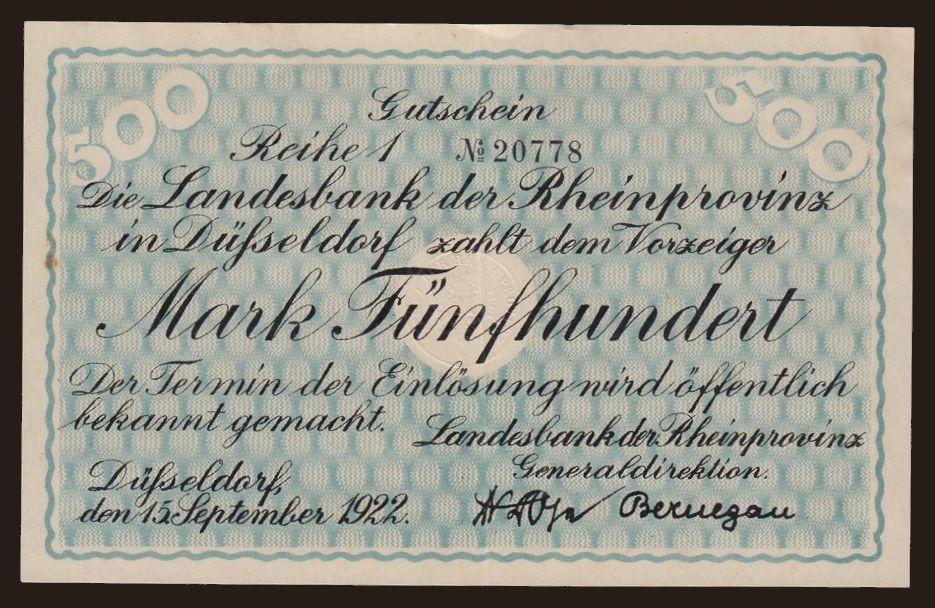 500 500
Gutschein
Reihe 1 № 20778
Die Landesbank der Rheinprovinz
in Düſseldorf zahlt dem Vorzeiger
Mark Fünfhundert
Der Termin der Einlösung wird öffentlich
bekannt gemacht.
Landesbank der Rheinprovinz
Generaldirektion.
Düſseldorf,
den 15. September 1922.
Bernegau